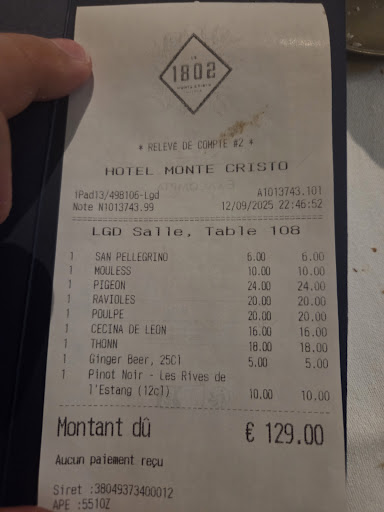 LE
1802
MONTE CRISTO
* RELEVE DE COMPTE #2 *
HOTEL MONTE CRISTO
iPad13/498106-Lgd A1013743.101
Note N1013743.99 12/09/2025 22:46:52
LGD Salle, Table 108
1 SAN PELLEGRINO 6.00 6.00
1 MOULESS 10.00 10.00
1 PIGEON 24.00 24.00
1 RAVIOLES 20.00 20.00
1 POULPE 20.00 20.00
1 CECINA DE LEON 16.00 16.00
1 THONN 18.00 18.00
1 Ginger Beer, 25Cl 5.00 5.00
1 Pinot Noir - Les Rives de
l'Estang (12cl) 10.00 10.00
Montant dû € 129.00
Aucun paiement reçu
Siret :38049373400012
APE :5510Z